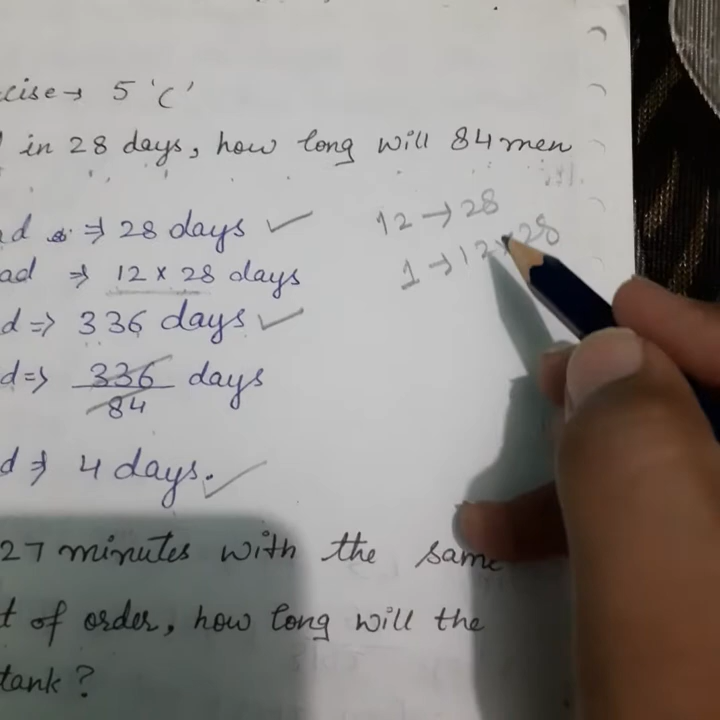 cise → 5 'C'
in 28 days, how long will 84 men
ad ⇒ 28 days ✓
12 → 28
ad ⇒ 12 × 28 days
1 → 12×28
d ⇒ 336 days ✓
d ⇒ 336/84 days
d ⇒ 4 days. ✓
27 minutes with the same
t of order, how long will the
tank?